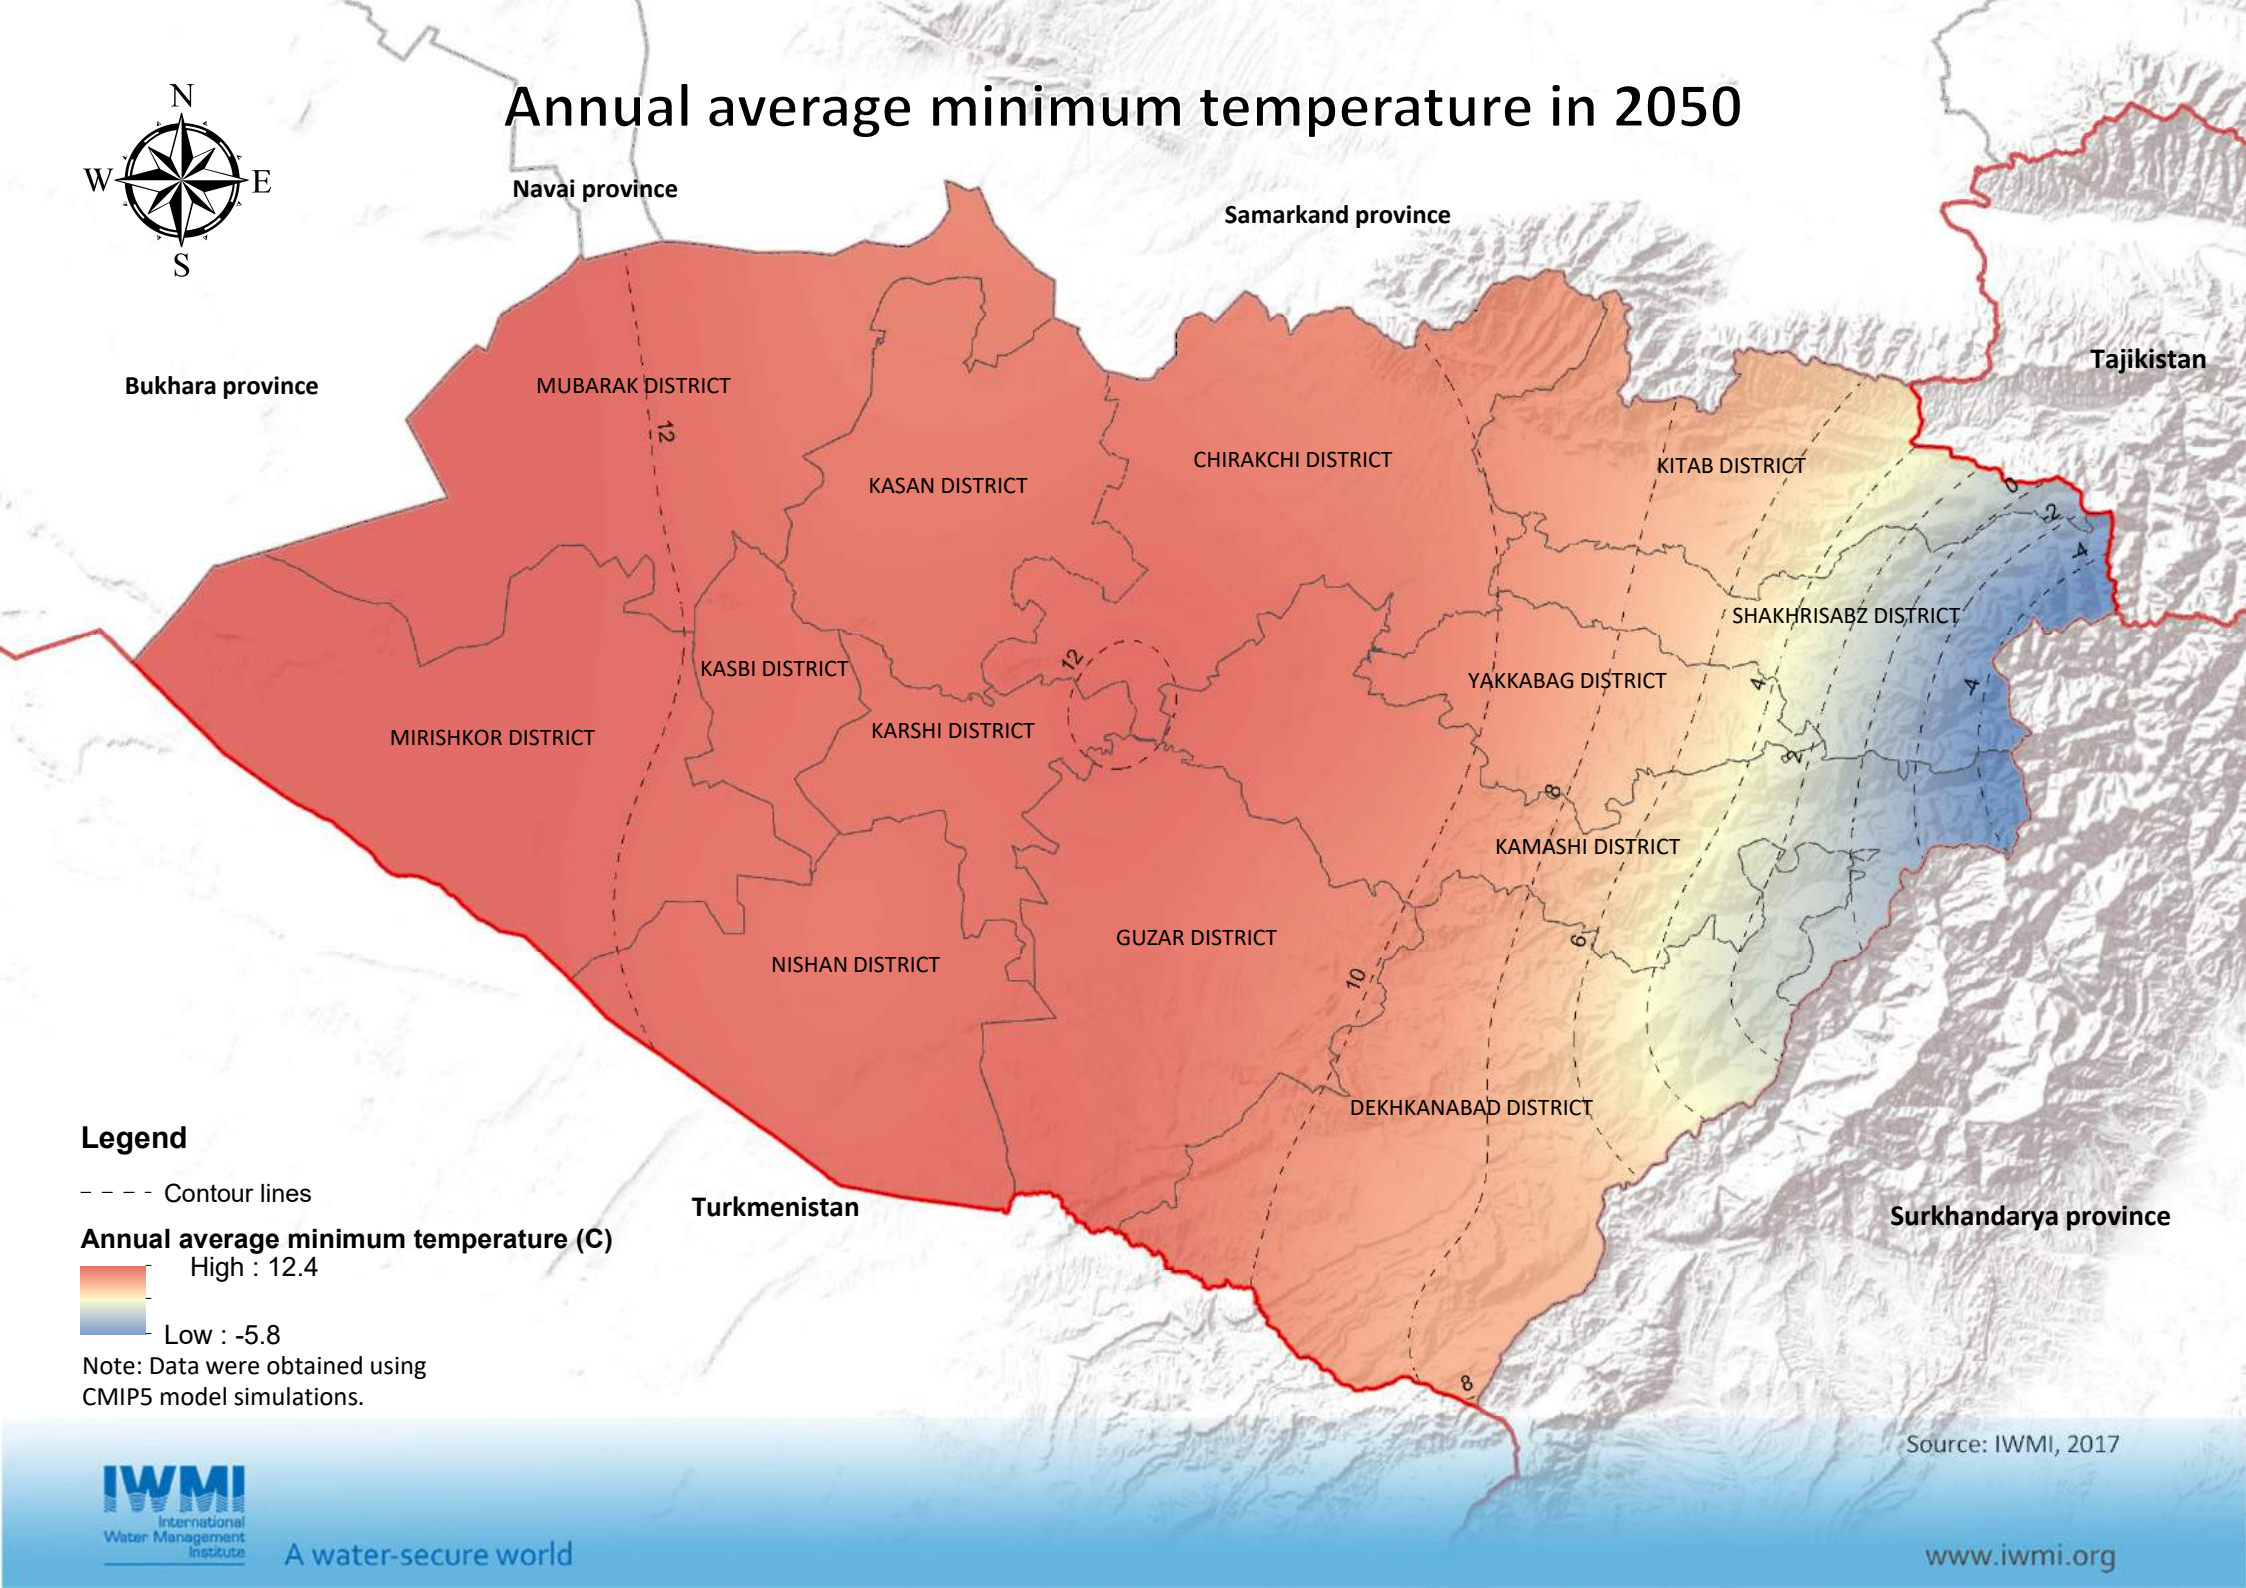 Annual average minimum temperature in 2050
N
W
E
S
Navai province
Samarkand province
Bukhara province
Tajikistan
MUBARAK DISTRICT
12
KASAN DISTRICT
CHIRAKCHI DISTRICT
KITAB DISTRICT
0
-2
-4
SHAKHRISABZ DISTRICT
12
KASBI DISTRICT
YAKKABAG DISTRICT
4
-4
MIRISHKOR DISTRICT
KARSHI DISTRICT
2
8
KAMASHI DISTRICT
GUZAR DISTRICT
6
NISHAN DISTRICT
10
DEKHKANABAD DISTRICT
Turkmenistan
Surkhandarya province
8
Legend
Contour lines
Annual average minimum temperature (C)
High : 12.4
Low : -5.8
Note: Data were obtained using
CMIP5 model simulations.
Source: IWMI, 2017
IWMI
International
Water Management
Institute
A water-secure world
www.iwmi.org